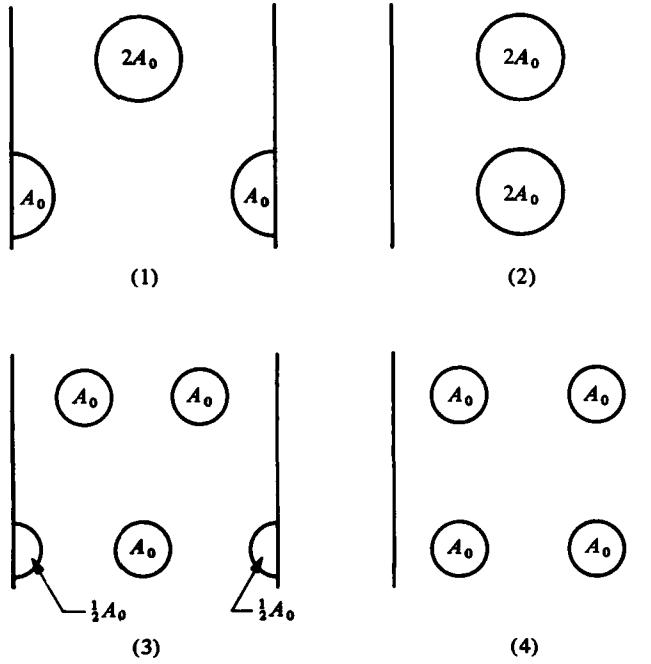 2A₀ 2A₀
A₀ A₀ 2A₀
(1) (2)
A₀ A₀ A₀ A₀
A₀ A₀ A₀
½A₀ ½A₀
(3) (4)